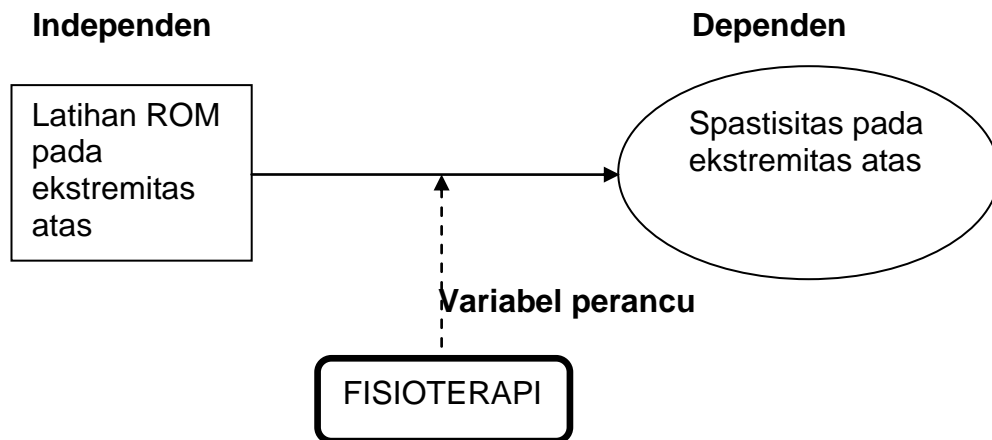 Independen
Dependen
Latihan ROM
pada
ekstremitas
atas
Spastisitas pada
ekstremitas atas
Variabel perancu
FISIOTERAPI